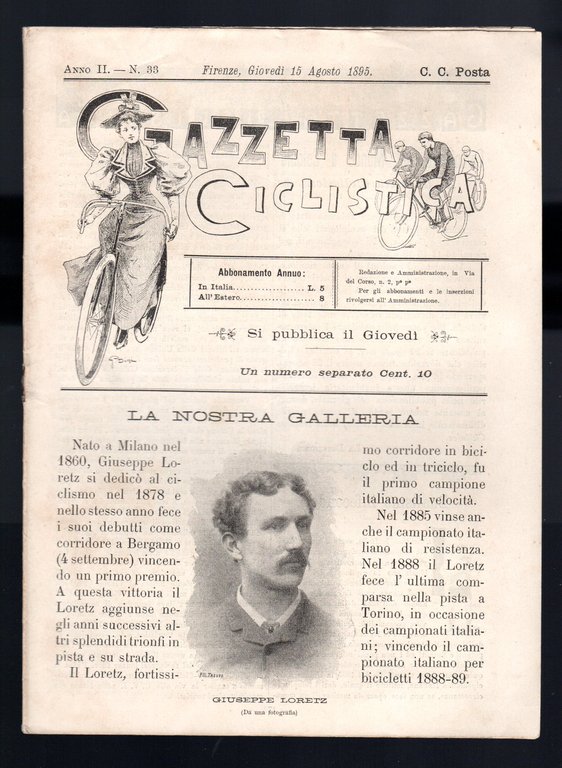 ANNO II. — N. 33
Firenze, Giovedì 15 Agosto 1895.
C. C. Posta
GAZZETTA
CICLISTICA
Abbonamento Annuo:
In Italia.................... L. 5
All' Estero................... 8
Redazione e Amministrazione, in Via
del Corso, n. 2, pº pº
Per gli abbonamenti e le inserzioni
rivolgersi all' Amministrazione.
Si pubblica il Giovedì
Un numero separato Cent. 10
LA NOSTRA GALLERIA
Nato a Milano nel
1860, Giuseppe Lo-
retz si dedicò al ci-
clismo nel 1878 e
nello stesso anno fece
i suoi debutti come
corridore a Bergamo
(4 settembre) vincen-
do un primo premio.
A questa vittoria il
Loretz aggiunse ne-
gli anni successivi al-
tri splendidi trionfi in
pista e su strada.
Il Loretz, fortissi-
mo corridore in bici-
clo ed in triciclo, fu
il primo campione
italiano di velocità.
Nel 1885 vinse an-
che il campionato ita-
liano di resistenza.
Nel 1888 il Loretz
fece l' ultima com-
parsa nella pista a
Torino, in occasione
dei campionati italia-
ni; vincendo il cam-
pionato italiano per
bicicletti 1888-89.
GIUSEPPE LORETZ
(Da una fotografia)